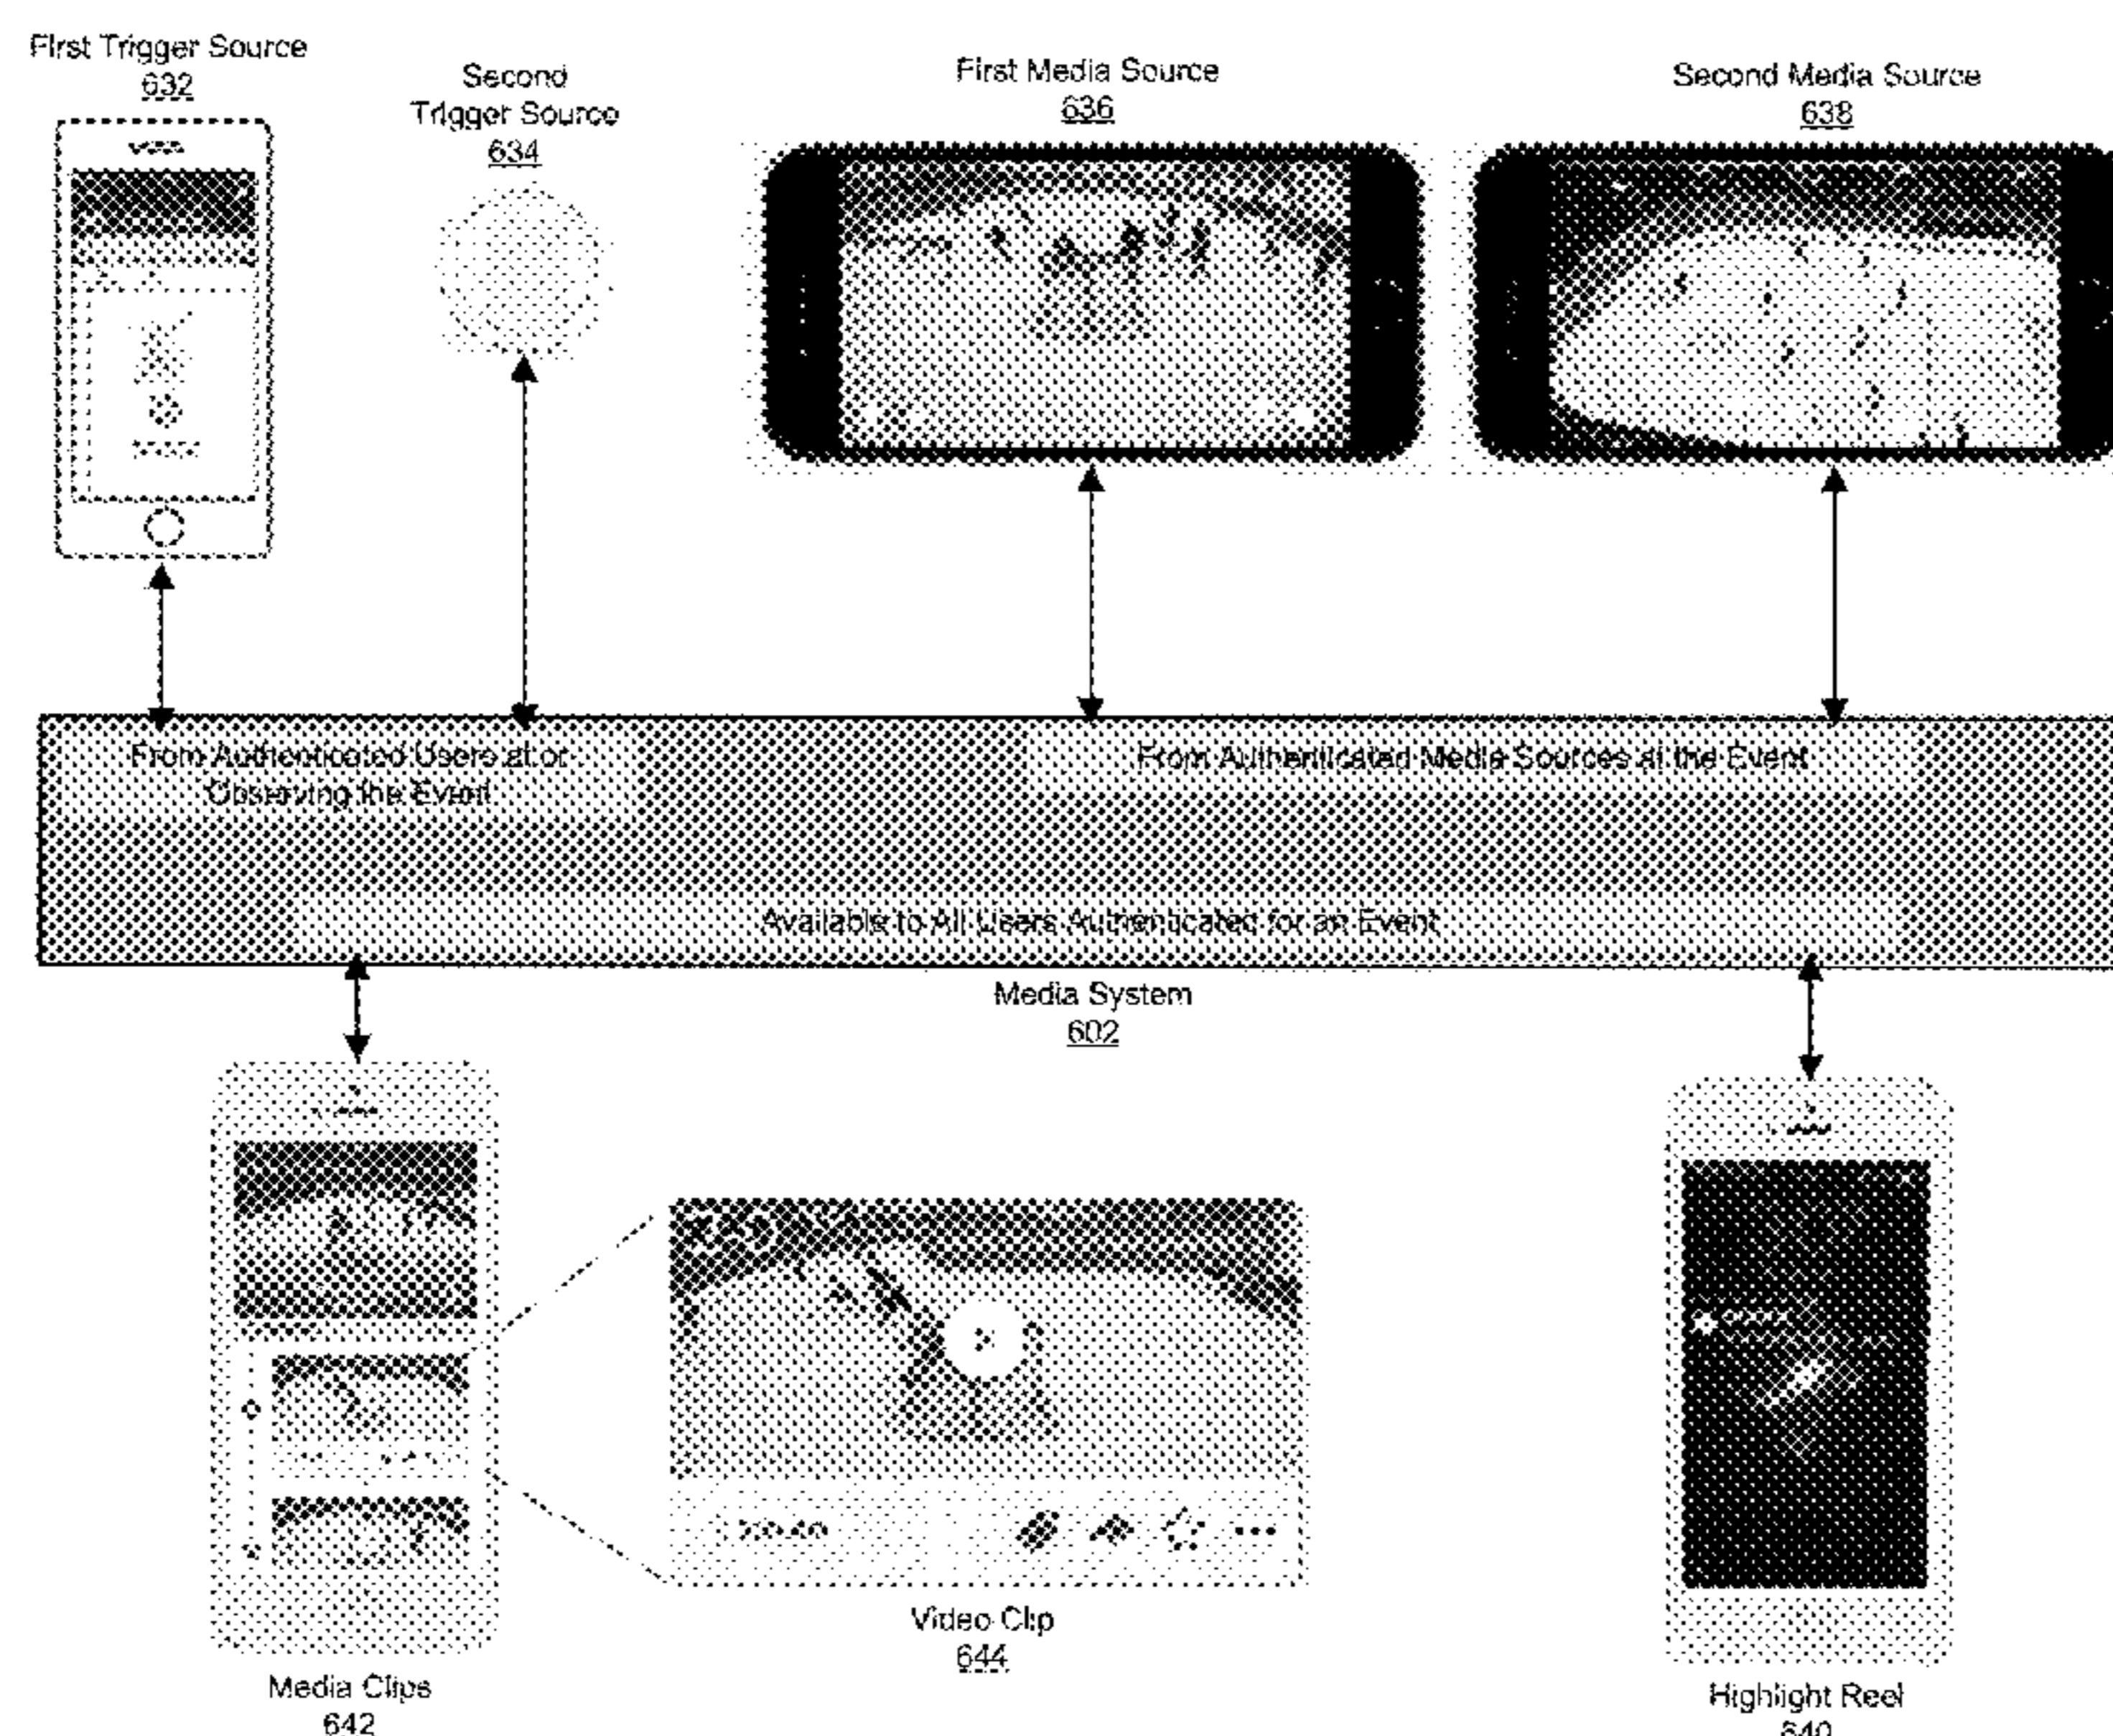 First Trigger Source
632
Second
Trigger Source
634
First Media Source
636
Second Media Source
638
From Authenticated Users at or
Observing the Event
From Authenticated Media Sources at the Event
Available to All Users Authenticated for an Event
Media System
602
Video Clip
644
Media Clips
642
Highlight Reel
640